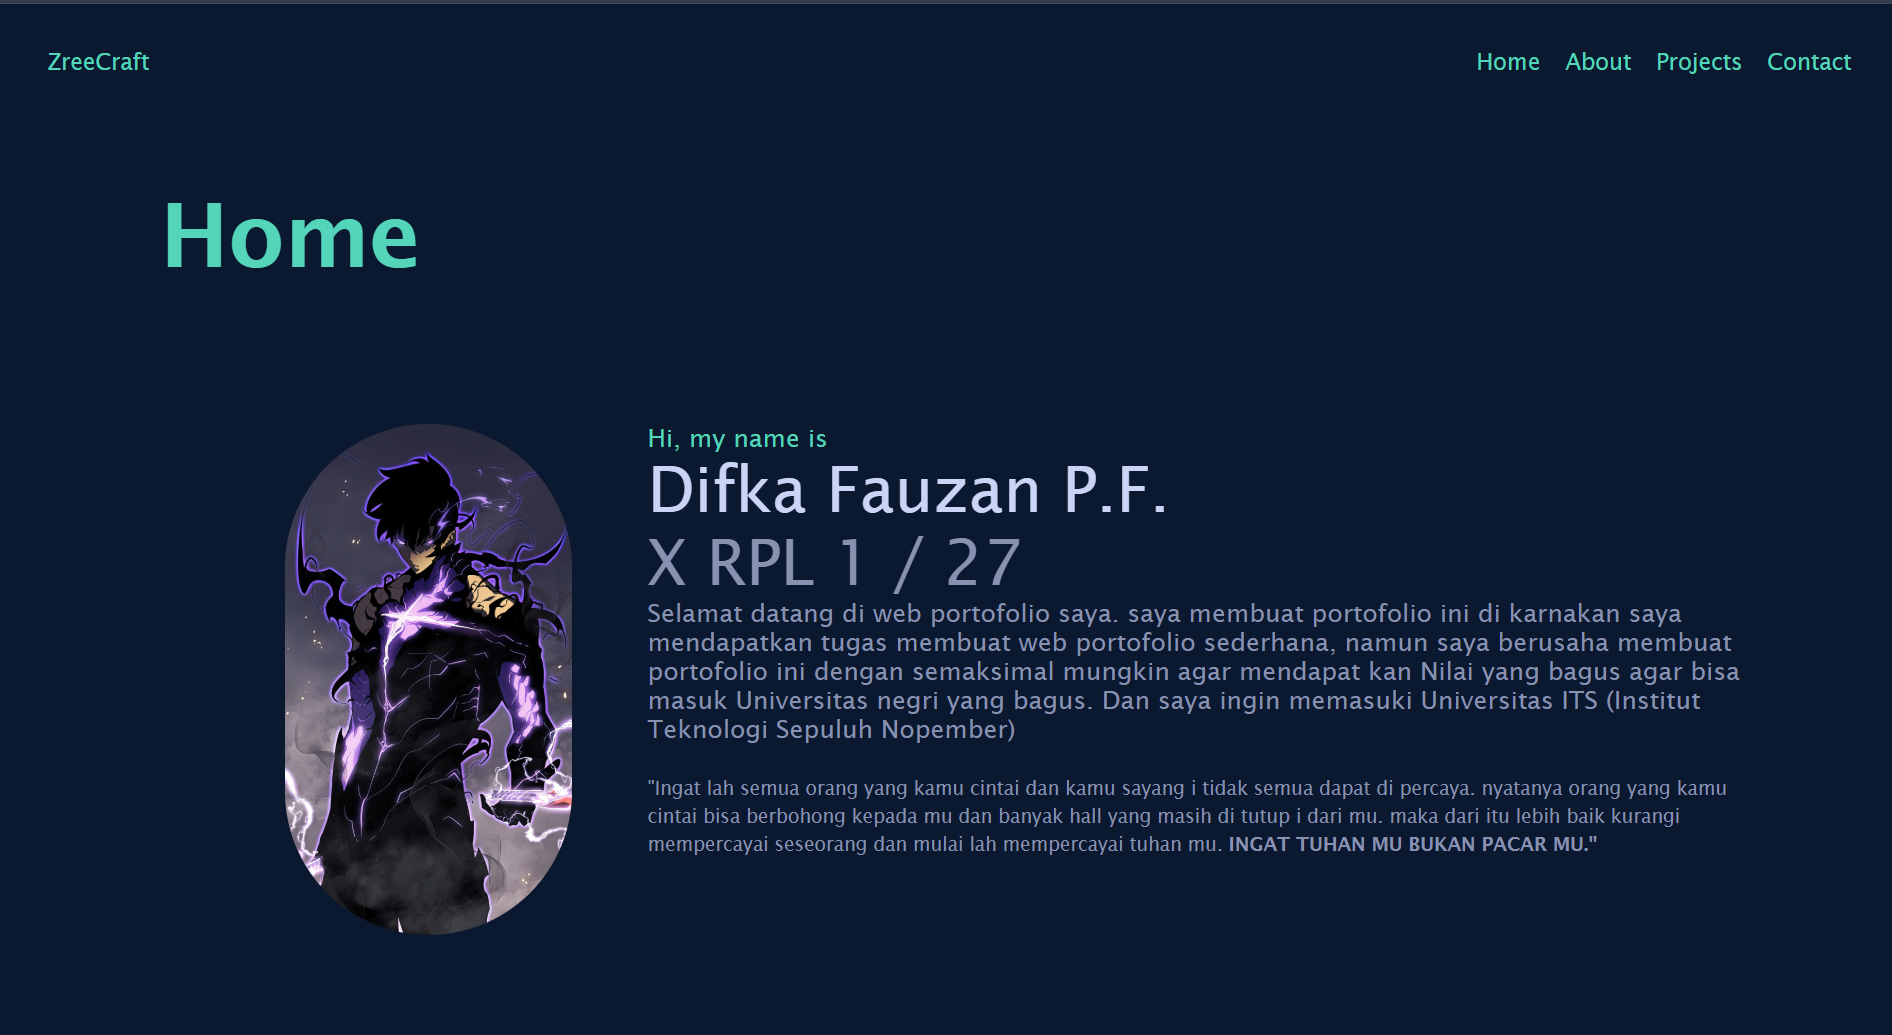 ZreeCraft
Home About Projects Contact
Home
Hi, my name is
Difka Fauzan P.F.
X RPL 1 / 27
Selamat datang di web portofolio saya. saya membuat portofolio ini di karnakan saya
mendapatkan tugas membuat web portofolio sederhana, namun saya berusaha membuat
portofolio ini dengan semaksimal mungkin agar mendapat kan Nilai yang bagus agar bisa
masuk Universitas negri yang bagus. Dan saya ingin memasuki Universitas ITS (Institut
Teknologi Sepuluh Nopember)
"Ingat lah semua orang yang kamu cintai dan kamu sayang i tidak semua dapat di percaya. nyatanya orang yang kamu
cintai bisa berbohong kepada mu dan banyak hall yang masih di tutup i dari mu. maka dari itu lebih baik kurangi
mempercayai seseorang dan mulai lah mempercayai tuhan mu. INGAT TUHAN MU BUKAN PACAR MU."